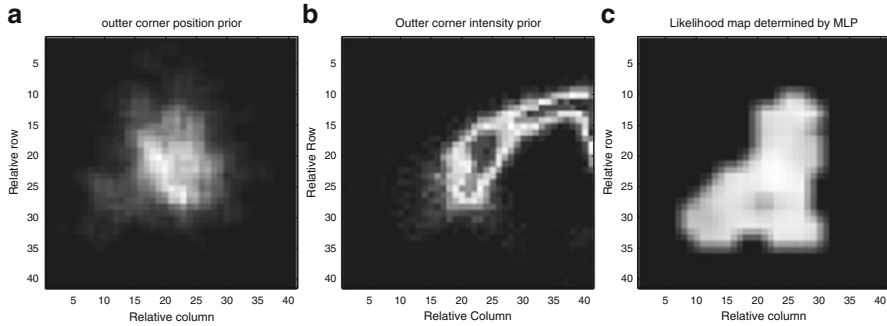 a
outter corner position prior
5
10
15
20
25
30
35
40
Relative row
5 10 15 20 25 30 35 40
Relative column
b
Outter corner intensity prior
5
10
15
20
25
30
35
40
Relative Row
5 10 15 20 25 30 35 40
Relative Column
c
Likelihood map determined by MLP
5
10
15
20
25
30
35
40
Relative row
5 10 15 20 25 30 35 40
Relative column